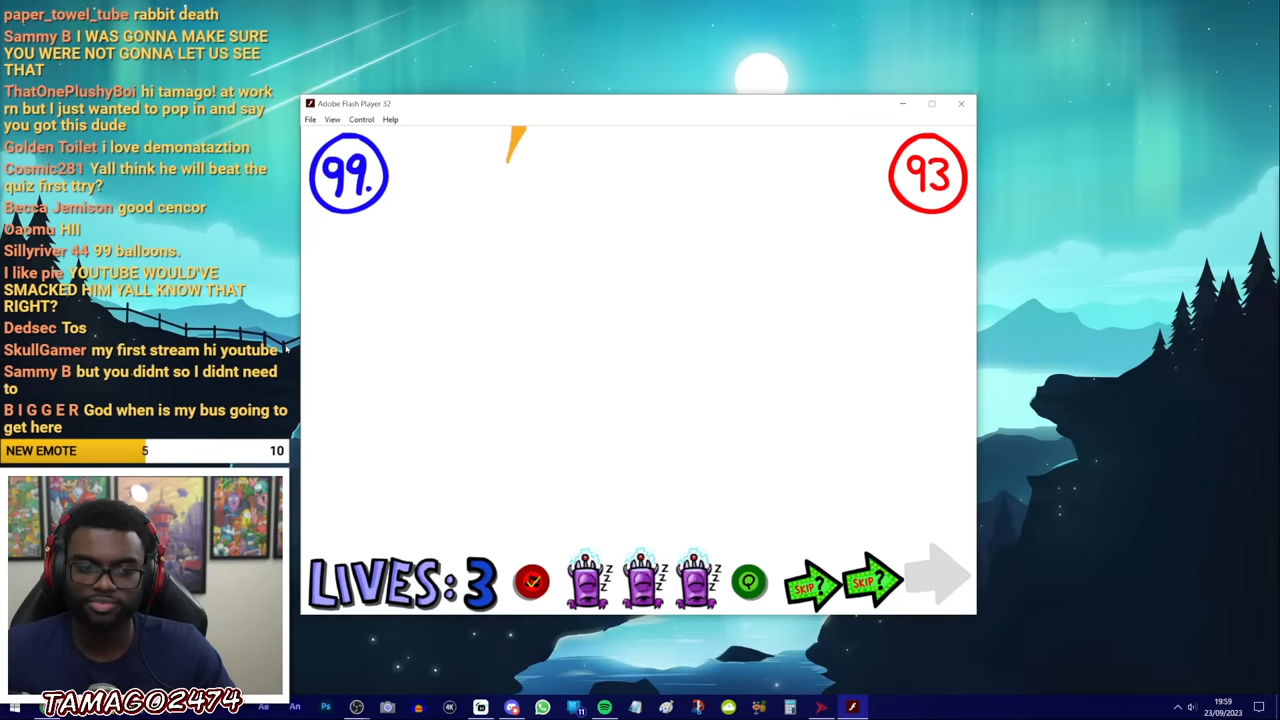 paper_towel_tube rabbit death
Sammy B I WAS GONNA MAKE SURE
YOU WERE NOT GONNA LET US SEE
THAT
ThatOnePlushyBoi hi tamago! at work
rn but I just wanted to pop in and say
you got this dude
Golden Toilet i love demonataztion
Cosmic281 Yall think he will beat the
quiz first ttry?
Becca Jemison good cencor
Oaomu HII
Sillyriver 44 99 balloons.
I like pie YOUTUBE WOULD'VE
SMACKED HIM YALL KNOW THAT
RIGHT?
Dedsec Tos
SkullGamer my first stream hi youtube
Sammy B but you didnt so I didnt need
to
B I G G E R God when is my bus going to
get here
NEW EMOTE 5 10
Adobe Flash Player 32
File View Control Help
99.
93
LIVES: 3
z z z
z z z
z z z
SKIP?
SKIP?
TAMAGO2474
Ae An Ps 4K 11
19:59
23/09/2023